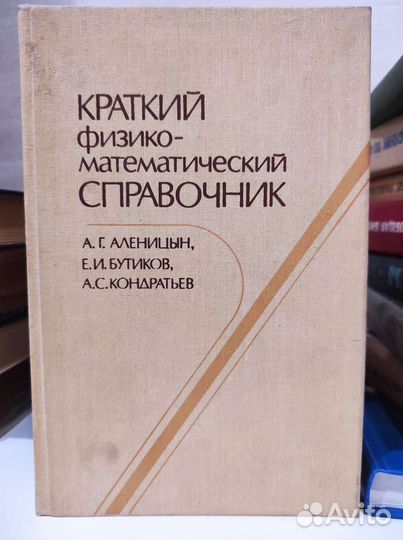 КРАТКИЙ
физико-
математический
СПРАВОЧНИК
А.Г. АЛЕНИЦЫН,
Е.И. БУТИКОВ,
А.С. КОНДРАТЬЕВ
Avito